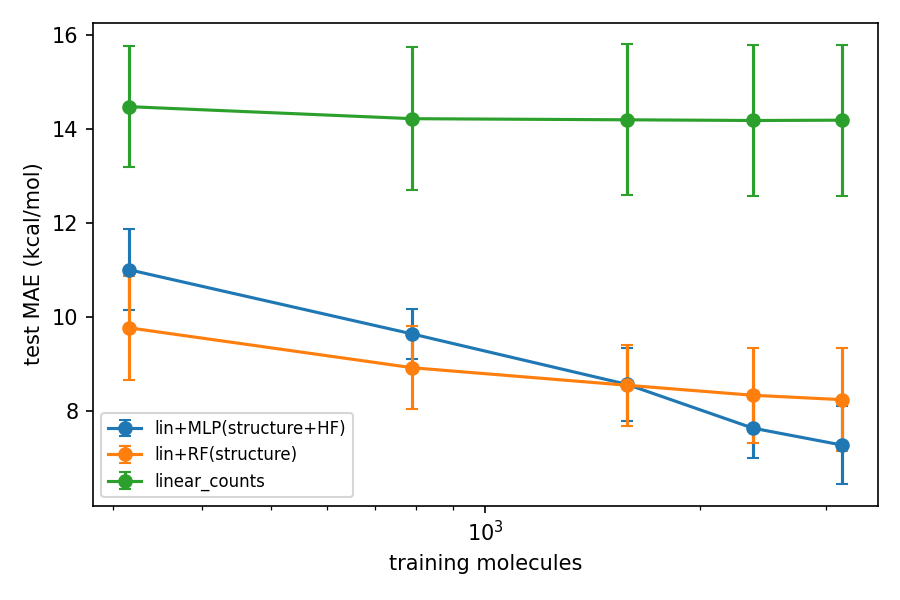 16
14
12
10
8
test MAE (kcal/mol)
lin+MLP(structure+HF)
lin+RF(structure)
linear_counts
10³
training molecules